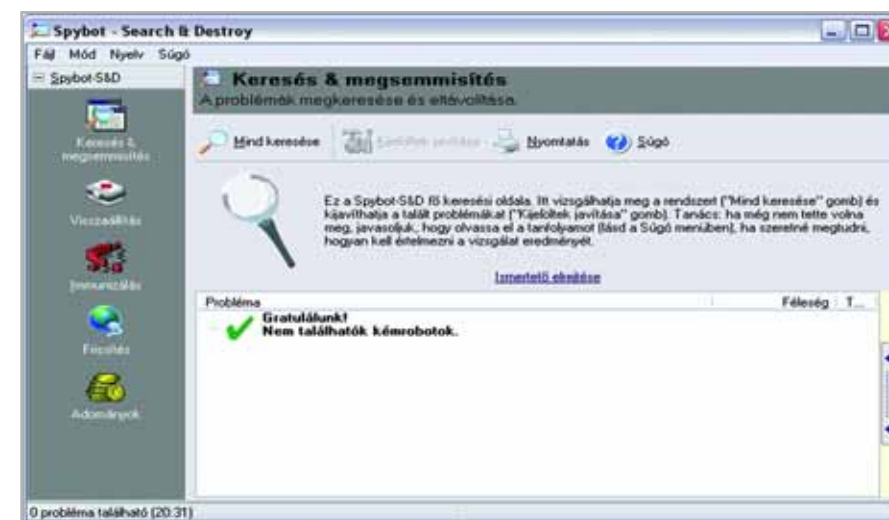 Spybot - Search & Destroy
Fájl Mód Nyelv Súgó
Spybot-S&D
Keresés & megsemmisítés
A problémák megkeresése és eltávolítása.
Keresés &
megsemmisítés
Visszaállítás
Immunizálás
Frissítés
Adományok
Mind keresése
Kijelöltek javítása
Nyomtatás
Súgó
Ez a Spybot-S&D fő keresési oldala. Itt vizsgálhatja meg a rendszert ("Mind keresése" gomb) és
kijavíthatja a talált problémákat ("Kijelöltek javítása" gomb). Tanács: ha még nem tette volna
meg, javasoljuk, hogy olvassa el a tanfolyamot (lásd a Súgó menüben), ha szeretné megtudni,
hogyan kell értelmezni a vizsgálat eredményét.
Ismertető elrejtése
Probléma Féleség T...
Gratulálunk!
Nem találhatók kémrobotok.
0 probléma található (20:31)